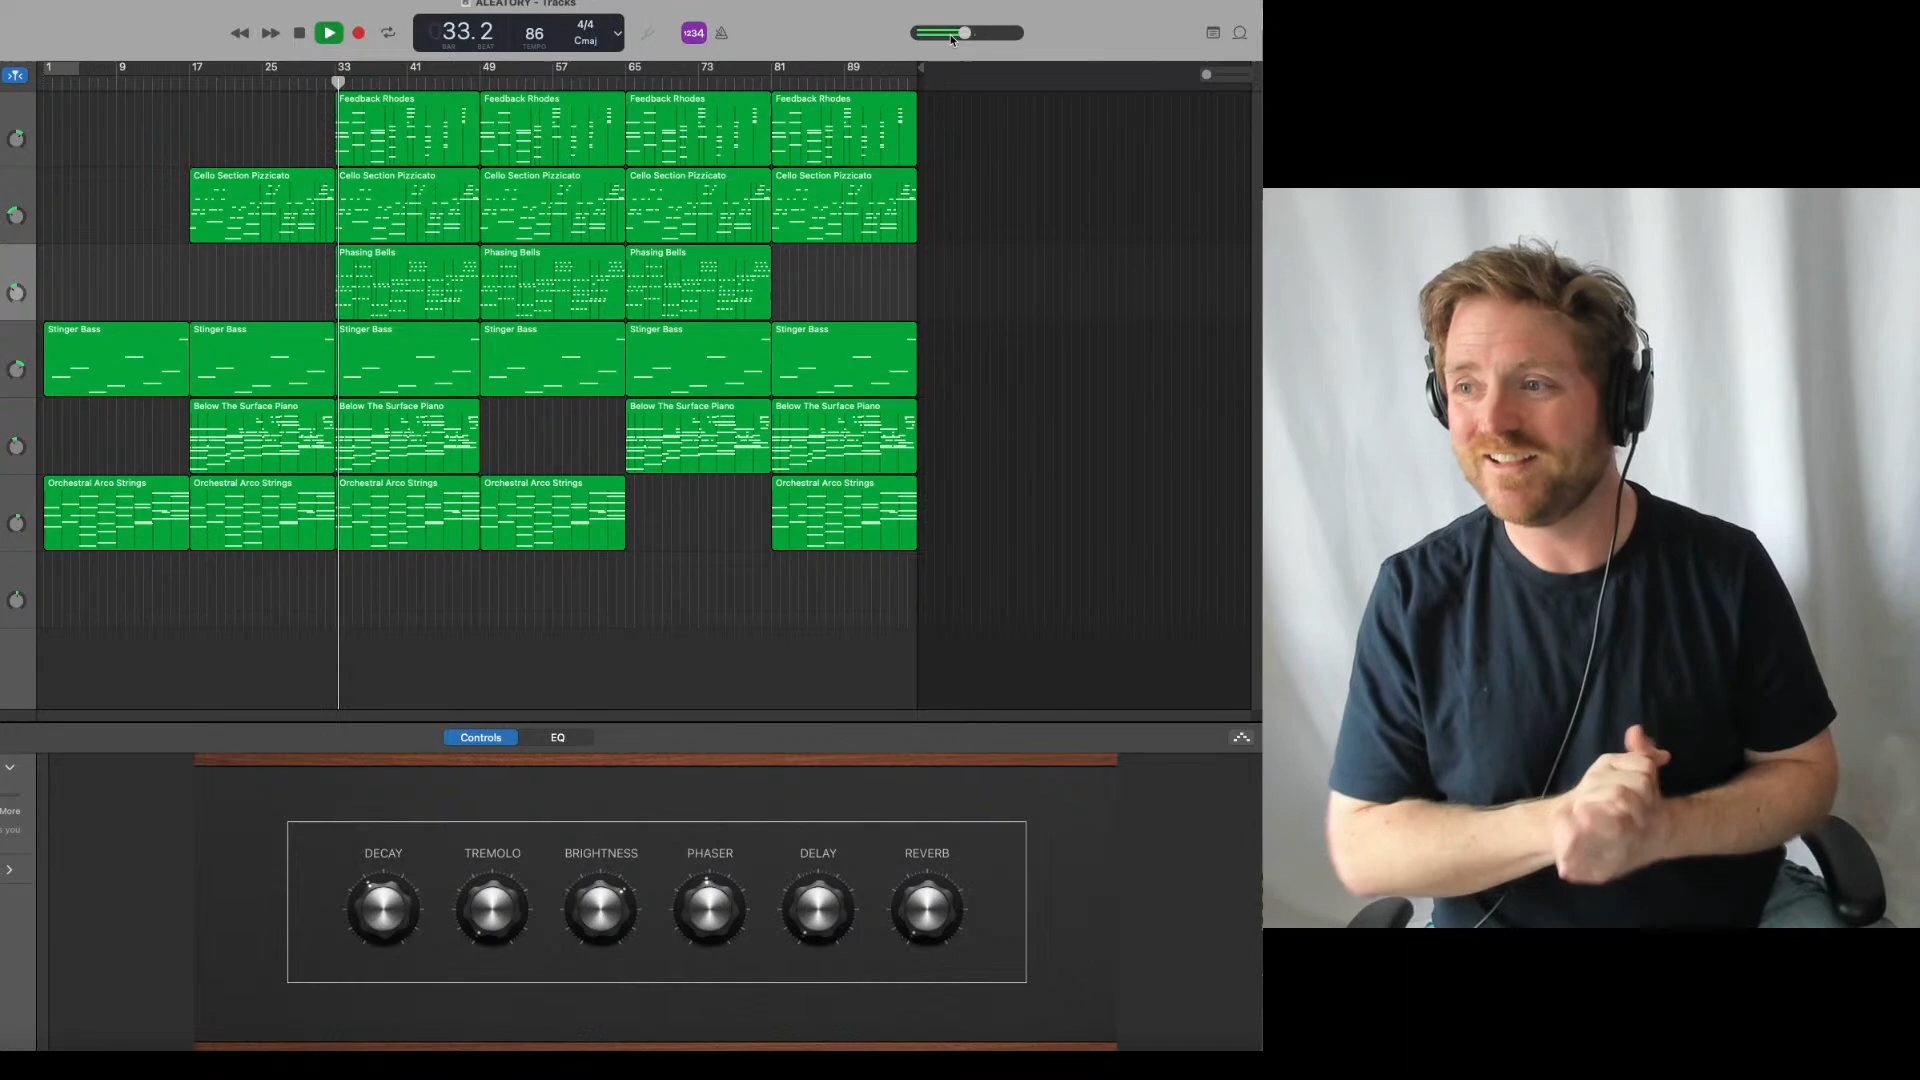 ALEATORY - Tracks
33.2
BAR BEAT
86
TEMPO
4/4
Cmaj
1234
1 9 17 25 33 41 49 57 65 73 81 89
Feedback Rhodes Feedback Rhodes Feedback Rhodes Feedback Rhodes
Cello Section Pizzicato Cello Section Pizzicato Cello Section Pizzicato Cello Section Pizzicato Cello Section Pizzicato
Phasing Bells Phasing Bells Phasing Bells
Stinger Bass Stinger Bass Stinger Bass Stinger Bass Stinger Bass Stinger Bass
Below The Surface Piano Below The Surface Piano Below The Surface Piano Below The Surface Piano
Orchestral Arco Strings Orchestral Arco Strings Orchestral Arco Strings Orchestral Arco Strings Orchestral Arco Strings
Controls EQ
More
s you
DECAY TREMOLO BRIGHTNESS PHASER DELAY REVERB